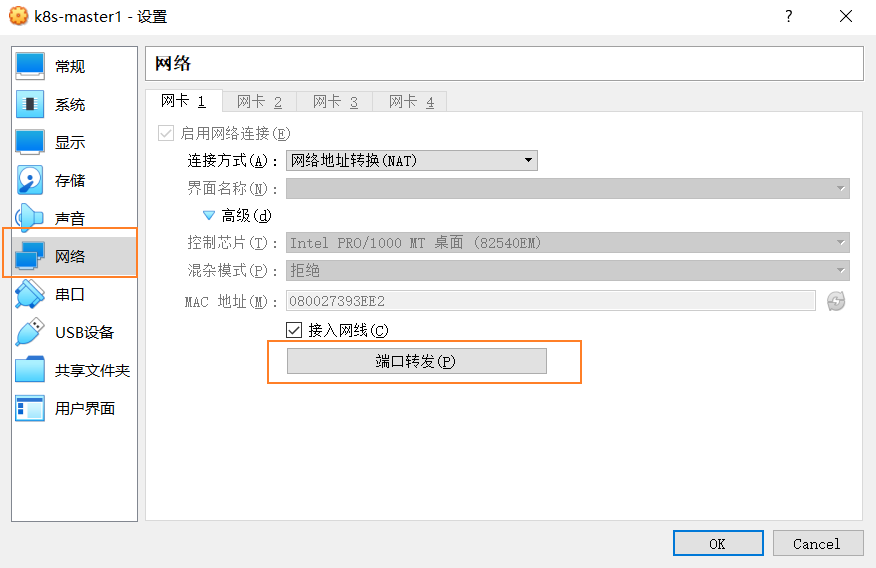 k8s-master1 - 设置
?
常规
系统
显示
存储
声音
网络
串口
USB设备
共享文件夹
用户界面
网络
网卡 1 网卡 2 网卡 3 网卡 4
启用网络连接(E)
连接方式(A): 网络地址转换(NAT)
界面名称(N):
高级(d)
控制芯片(T): Intel PRO/1000 MT 桌面 (82540EM)
混杂模式(P): 拒绝
MAC 地址(M): 080027393EE2
接入网线(C)
端口转发(P)
OK Cancel